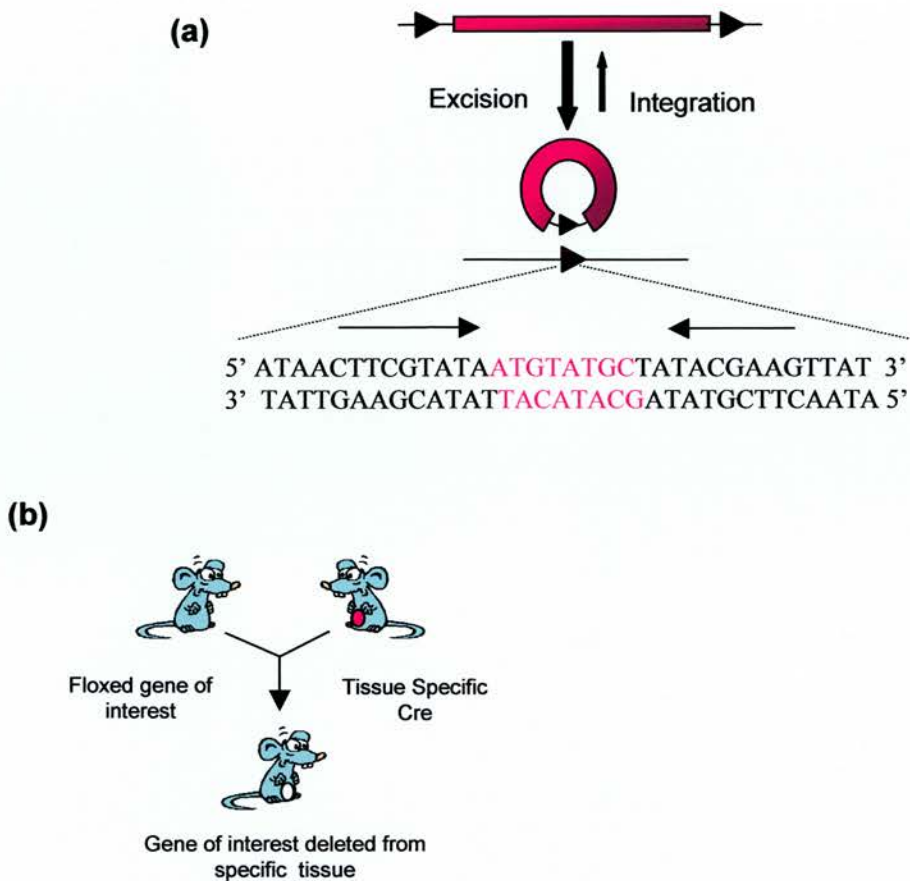 (a)
Excision
Integration
5’ ATAACTTCGTATAATGTATGCTATACGAAGTTAT 3’
3’ TATTGAAGCATATTACATACGATATGCTTCAATA 5’
(b)
Floxed gene of
interest
Tissue Specific
Cre
Gene of interest deleted from
specific tissue